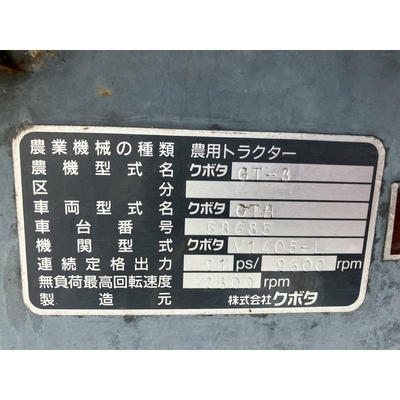 農業機械の種類 農用トラクター
農機型式名 クボタ GT-3
区分
車両型式名 クボタ GTA
車台番号 53685
機関型式 クボタ V1405-L
連続定格出力 21 ps/ 2600 rpm
無負荷最高回転速度 2800 rpm
製造元 株式会社クボタ